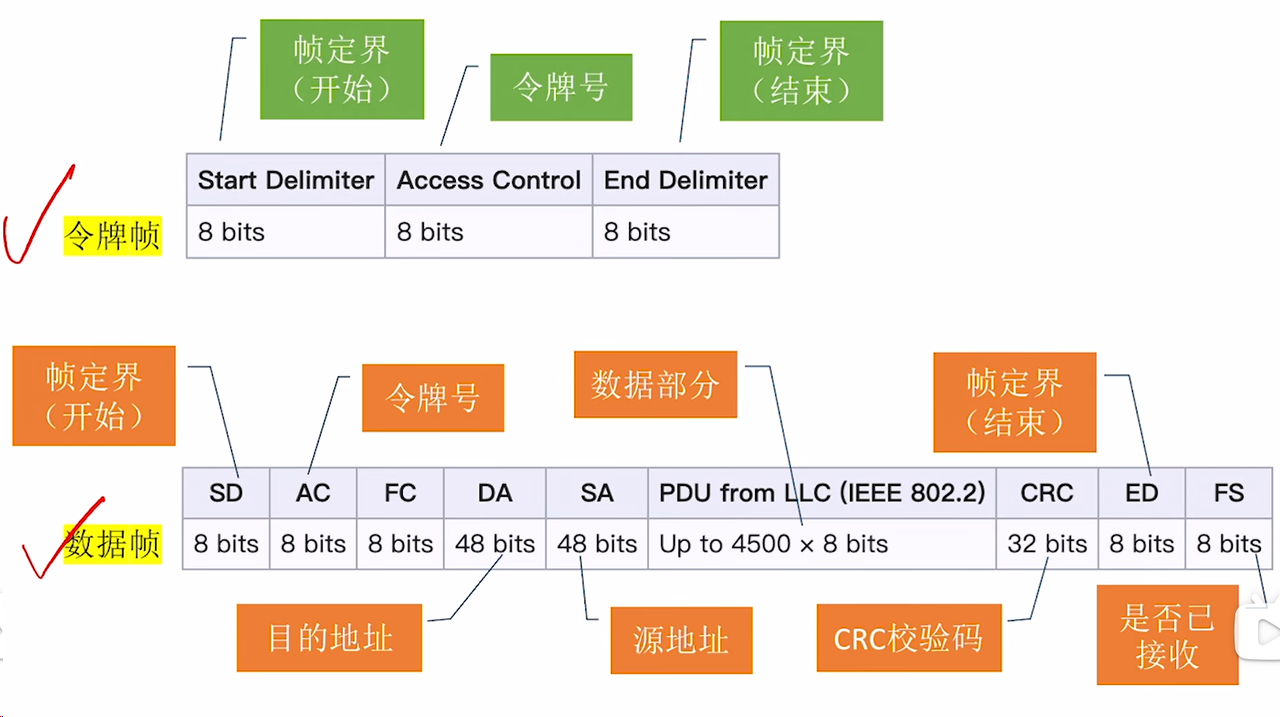 帧定界
（开始）
令牌号
帧定界
（结束）
Start Delimiter Access Control End Delimiter
令牌帧 8 bits 8 bits 8 bits
帧定界
（开始）
令牌号
数据部分
帧定界
（结束）
SD AC FC DA SA PDU from LLC (IEEE 802.2) CRC ED FS
数据帧 8 bits 8 bits 8 bits 48 bits 48 bits Up to 4500 × 8 bits 32 bits 8 bits 8 bits
目的地址
源地址
CRC校验码
是否已
接收